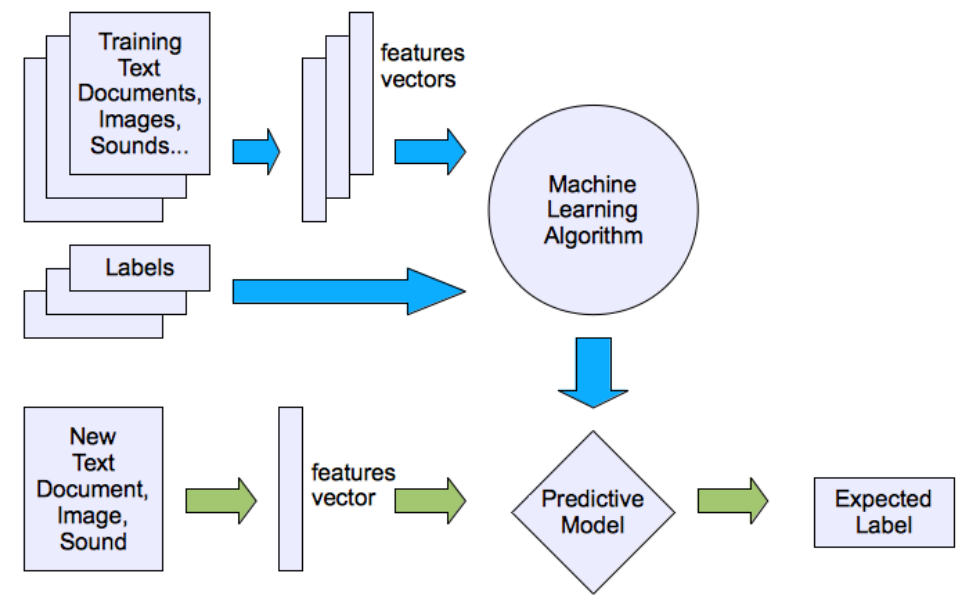 Training
Text
Documents,
Images,
Sounds...
features
vectors
Machine
Learning
Algorithm
Labels
New
Text
Document,
Image,
Sound
features
vector
Predictive
Model
Expected
Label